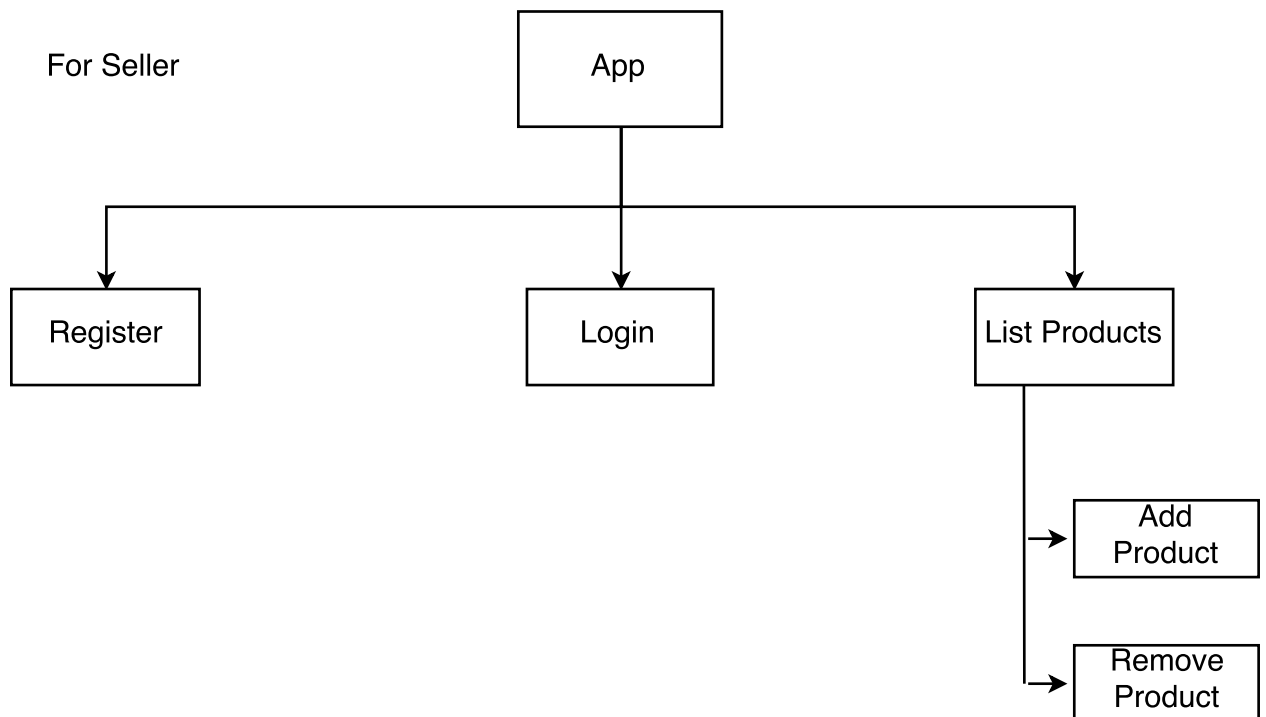 For Seller
App
Register
Login
List Products
Add
Product
Remove
Product